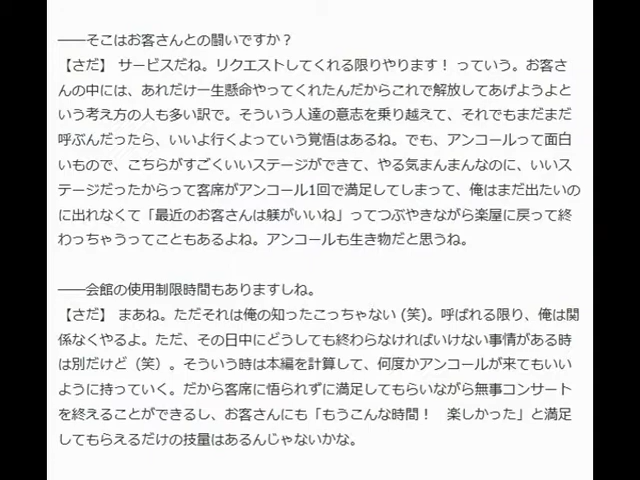 ――そこはお客さんとの闘いですか？
【さだ】 サービスだね。リクエストしてくれる限りやります！ っていう。お客さ
んの中には、あれだけ一生懸命やってくれたんだからこれで解放してあげようよと
いう考え方の人も多い訳で。そういう人達の意志を乗り越えて、それでもまだまだ
呼ぶんだったら、いいよ行くよっていう覚悟はあるね。でも、アンコールって面白
いもので、こちらがすごくいいステージができて、やる気まんまんなのに、いいス
テージだったからって客席がアンコール1回で満足してしまって、俺はまだ出たいの
に出れなくて「最近のお客さんは躾がいいね」ってつぶやきながら楽屋に戻って終
わっちゃうってこともあるよね。アンコールも生き物だと思うね。
――会館の使用制限時間もありますしね。
【さだ】 まあね。ただそれは俺の知ったこっちゃない (笑)。呼ばれる限り、俺は関
係なくやるよ。ただ、その日中にどうしても終わらなければいけない事情がある時
は別だけど（笑）。そういう時は本編を計算して、何度かアンコールが来てもいい
ように持っていく。だから客席に悟られずに満足してもらいながら無事コンサート
を終えることができるし、お客さんにも「もうこんな時間！　楽しかった」と満足
してもらえるだけの技量はあるんじゃないかな。